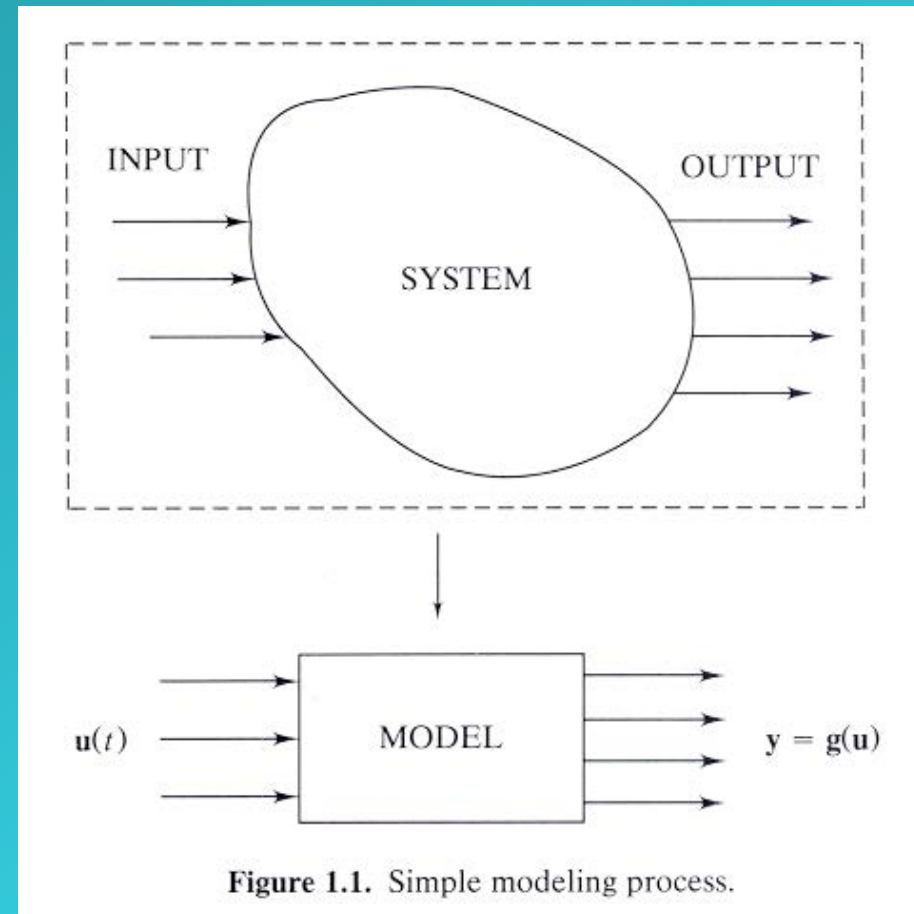 INPUT
OUTPUT
SYSTEM
u(t)
MODEL
y = g(u)
Figure 1.1. Simple modeling process.